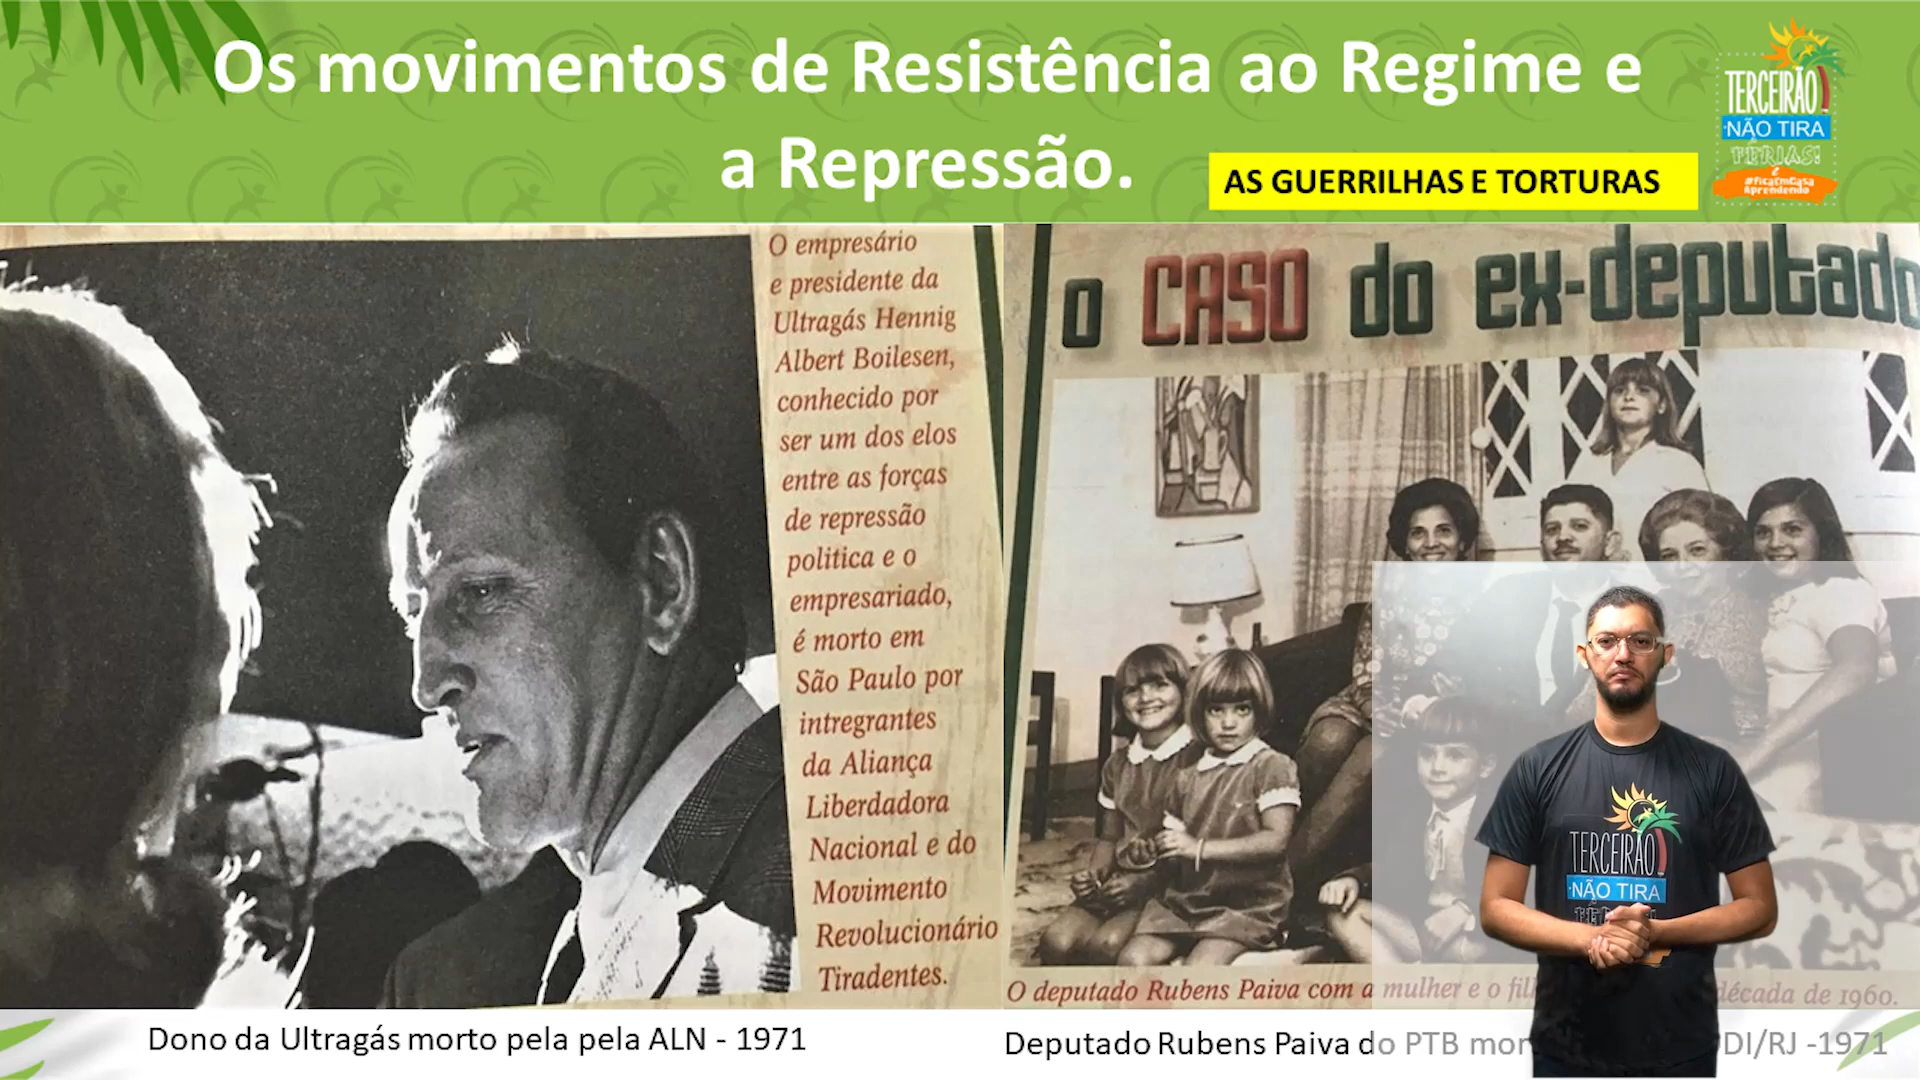 Os movimentos de Resistência ao Regime e
a Repressão.
AS GUERRILHAS E TORTURAS
TERCEIRÃO
NÃO TIRA
FÉRIAS!
E
#FicaEmCasa
Aprendendo
O empresário
e presidente da
Ultragás Hennig
Albert Boilesen,
conhecido por
ser um dos elos
entre as forças
de repressão
politica e o
empresariado,
é morto em
São Paulo por
intregrantes
da Aliança
Liberdadora
Nacional e do
Movimento
Revolucionário
Tiradentes.
o CASO do ex-deputado
O deputado Rubens Paiva com a mulher e o década de 1960.
Dono da Ultragás morto pela pela ALN - 1971
Deputado Rubens Paiva do PTB -1971
TERCEIRÃO
NÃO TIRA